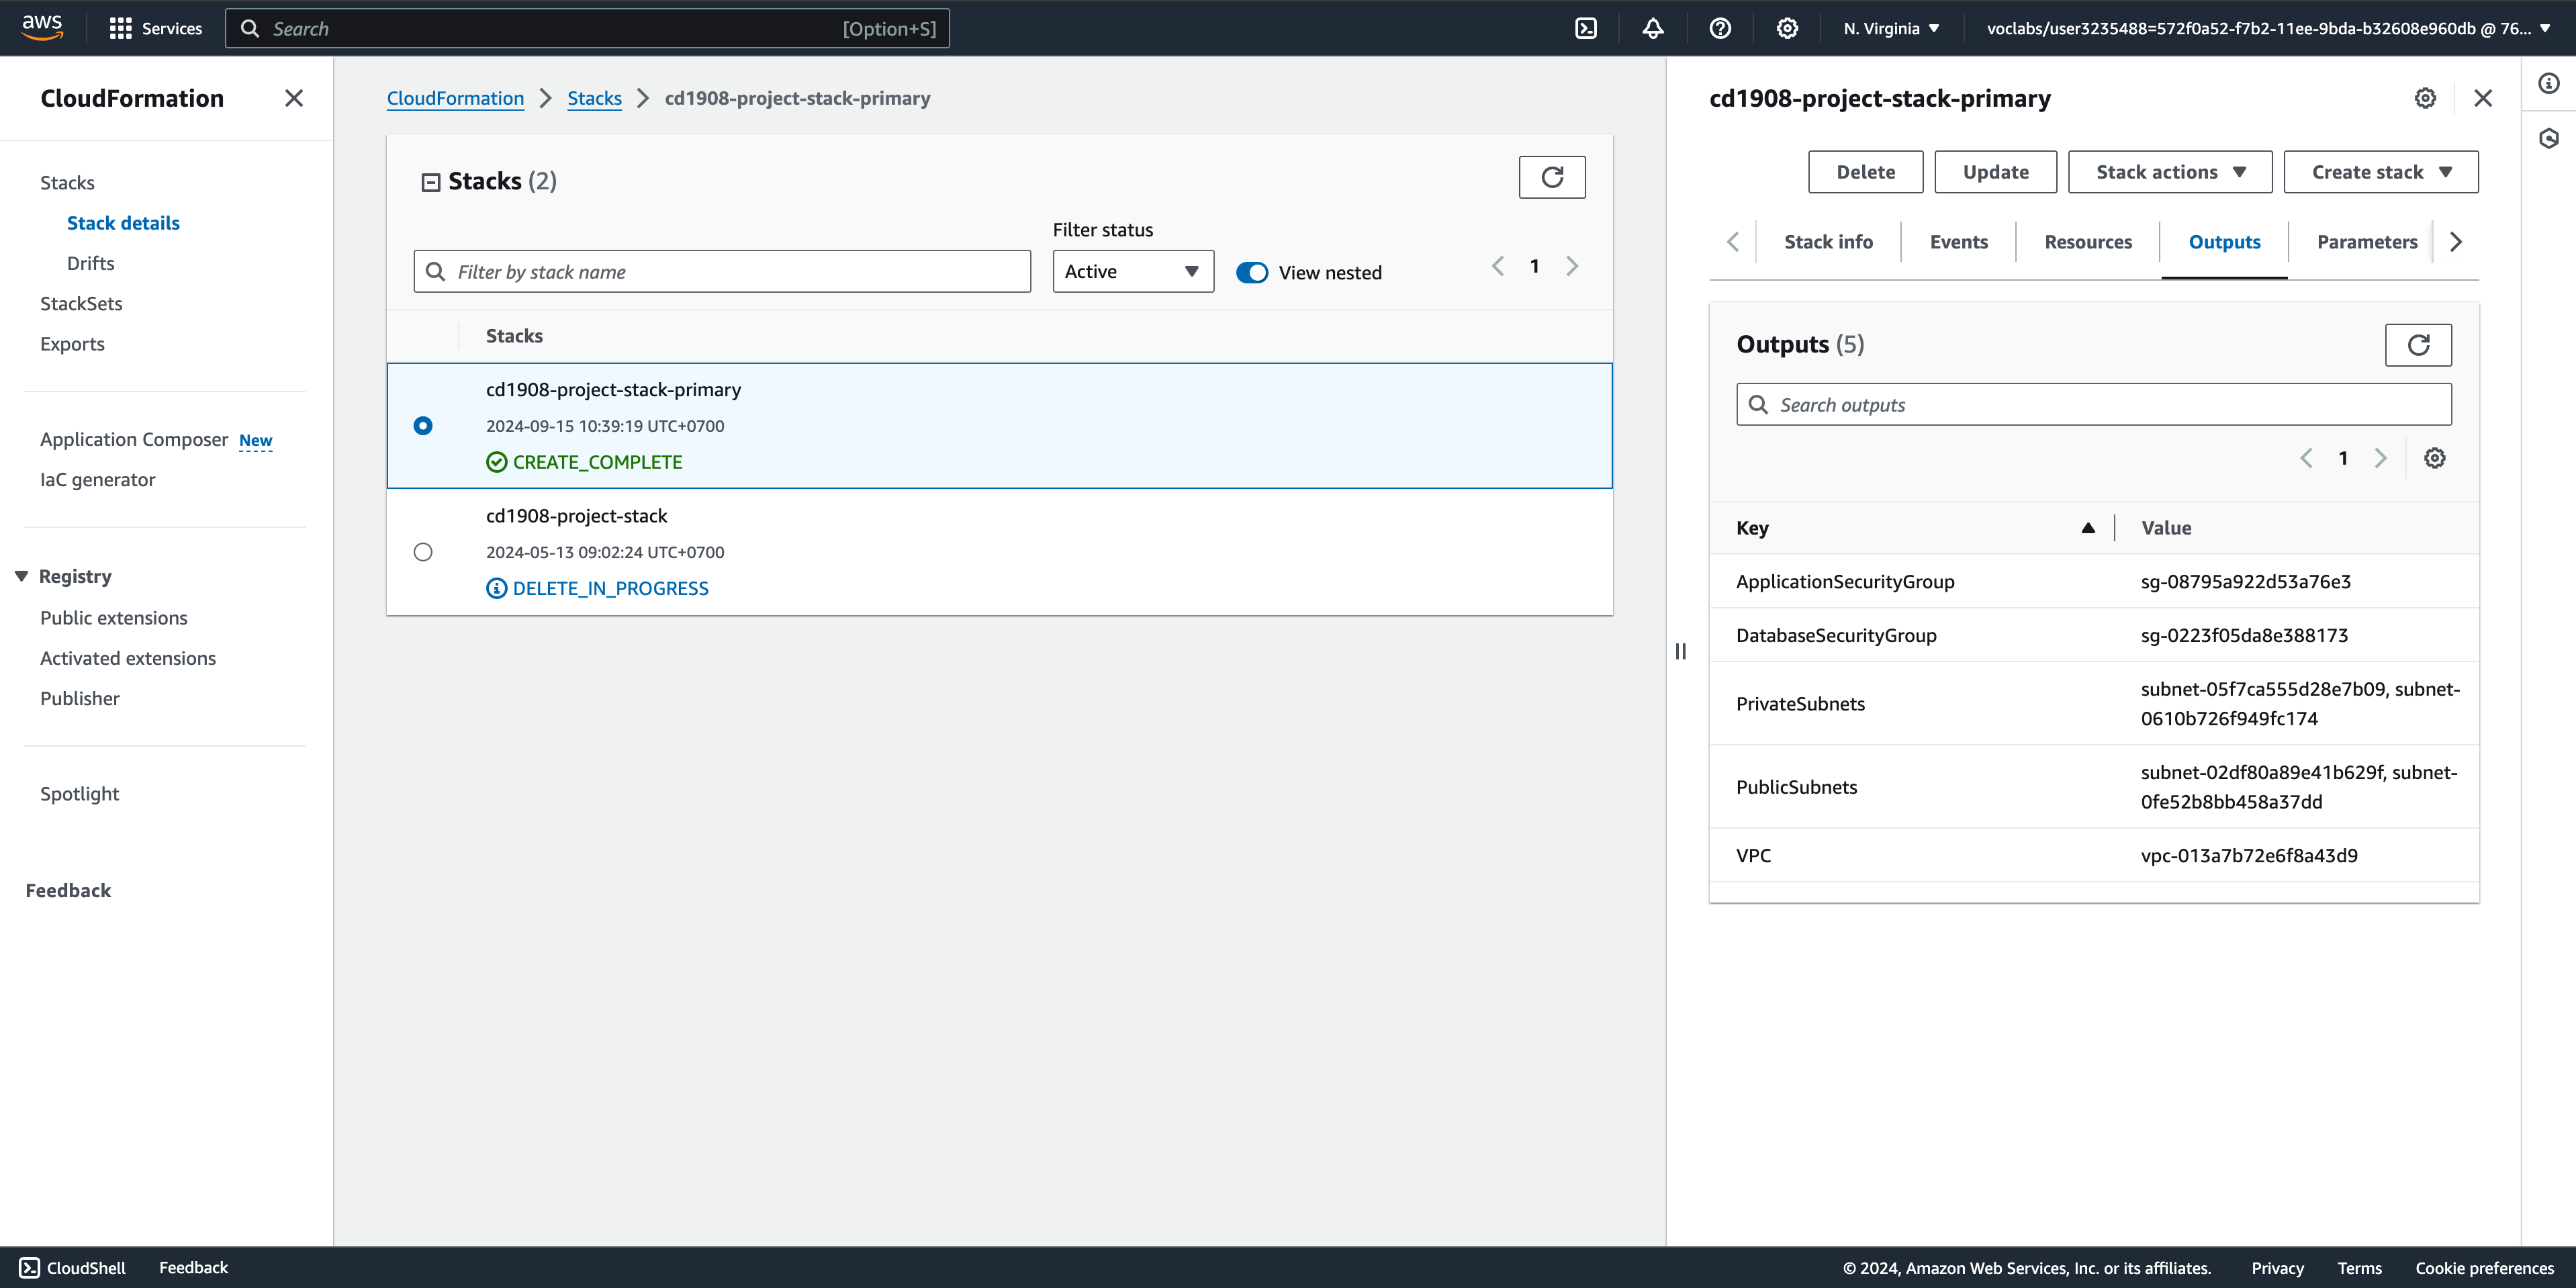 aws
Services
Search
[Option+S]
N. Virginia
voclabs/user3235488=572f0a52-f7b2-11ee-9bda-b32608e960db @ 76...
CloudFormation
Stacks
Stack details
Drifts
StackSets
Exports
Application Composer New
IaC generator
Registry
Public extensions
Activated extensions
Publisher
Spotlight
Feedback
CloudFormation
Stacks
cd1908-project-stack-primary
Stacks (2)
Filter status
Filter by stack name
Active
View nested
1
Stacks
cd1908-project-stack-primary
2024-09-15 10:39:19 UTC+0700
CREATE_COMPLETE
cd1908-project-stack
2024-05-13 09:02:24 UTC+0700
DELETE_IN_PROGRESS
cd1908-project-stack-primary
Delete
Update
Stack actions
Create stack
Stack info
Events
Resources
Outputs
Parameters
Outputs (5)
Search outputs
1
Key
Value
ApplicationSecurityGroup
sg-08795a922d53a76e3
DatabaseSecurityGroup
sg-0223f05da8e388173
PrivateSubnets
subnet-05f7ca555d28e7b09, subnet-
0610b726f949fc174
PublicSubnets
subnet-02df80a89e41b629f, subnet-
0fe52b8bb458a37dd
VPC
vpc-013a7b72e6f8a43d9
CloudShell
Feedback
© 2024, Amazon Web Services, Inc. or its affiliates.
Privacy
Terms
Cookie preferences